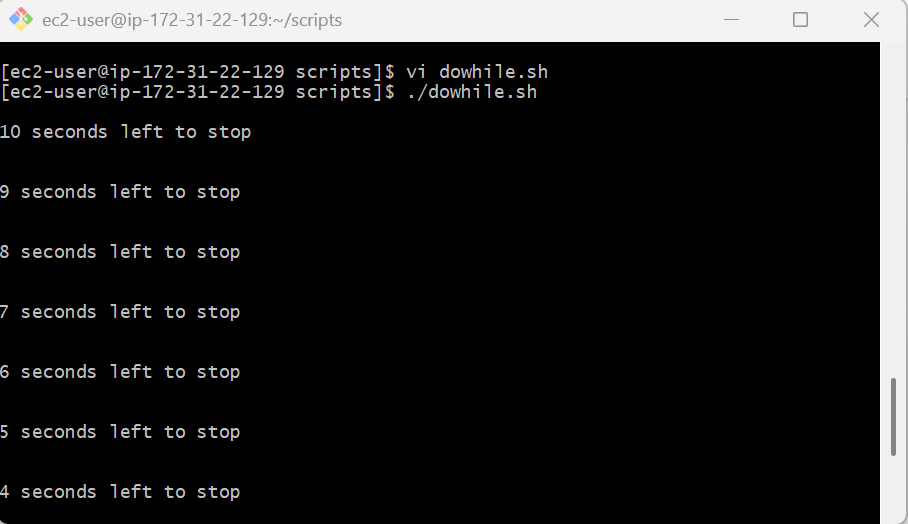 ec2-user@ip-172-31-22-129:~/scripts
[ec2-user@ip-172-31-22-129 scripts]$ vi dowhile.sh
[ec2-user@ip-172-31-22-129 scripts]$ ./dowhile.sh
10 seconds left to stop
9 seconds left to stop
8 seconds left to stop
7 seconds left to stop
6 seconds left to stop
5 seconds left to stop
4 seconds left to stop